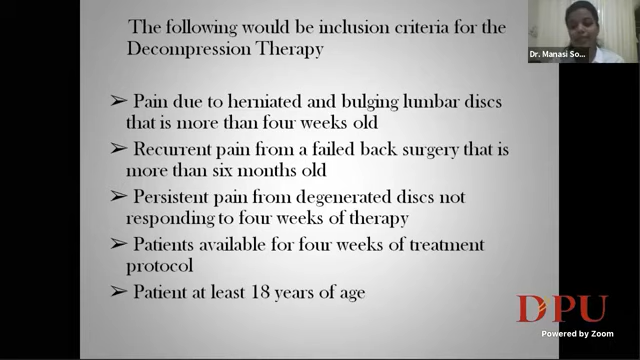 The following would be inclusion criteria for the
Decompression Therapy
➢ Pain due to herniated and bulging lumbar discs
that is more than four weeks old
➢ Recurrent pain from a failed back surgery that is
more than six months old
➢ Persistent pain from degenerated discs not
responding to four weeks of therapy
➢ Patients available for four weeks of treatment
protocol
➢ Patient at least 18 years of age
Dr. Manasi So...
DPU
Powered by Zoom